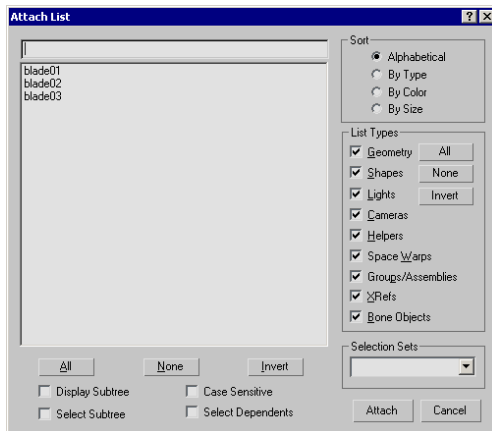 Attach List
blade01
blade02
blade03
All
None
Invert
Display Subtree
Case Sensitive
Select Subtree
Select Dependents
Sort
Alphabetical
By Type
By Color
By Size
List Types
Geometry
All
Shapes
None
Lights
Invert
Cameras
Helpers
Space Warps
Groups/Assemblies
XRefs
Bone Objects
Selection Sets
Attach
Cancel